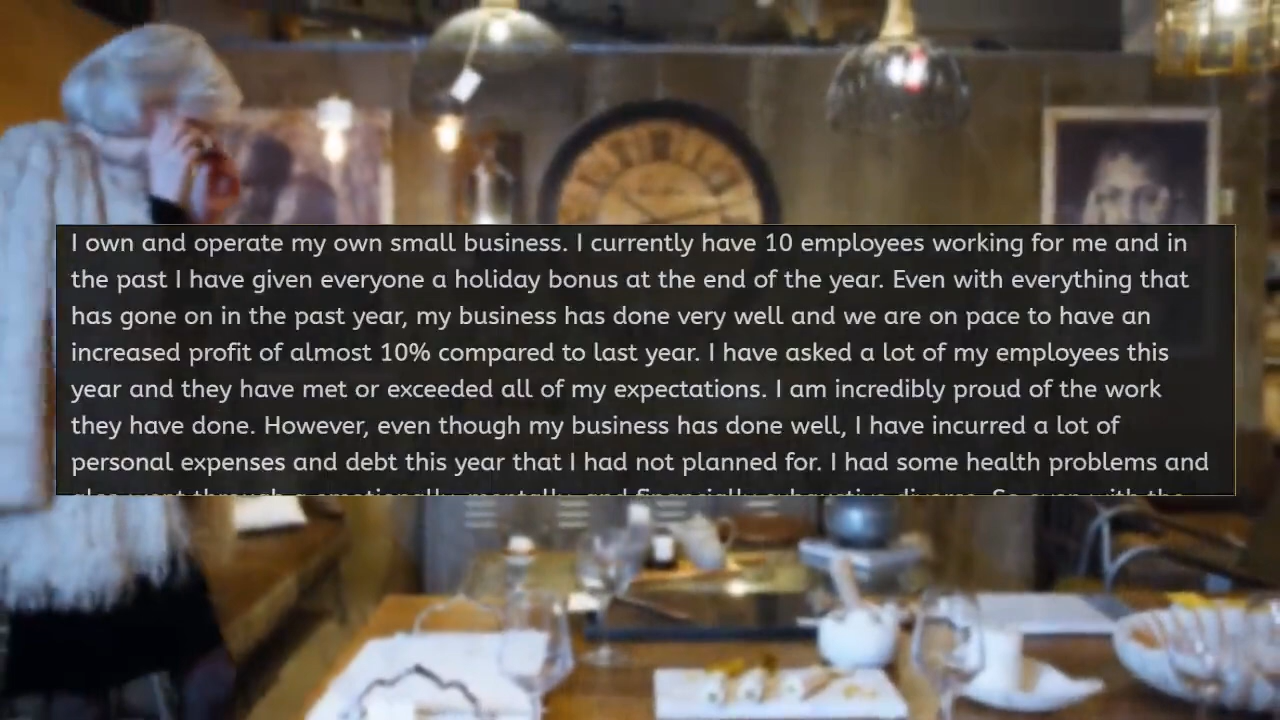 I own and operate my own small business. I currently have 10 employees working for me and in
the past I have given everyone a holiday bonus at the end of the year. Even with everything that
has gone on in the past year, my business has done very well and we are on pace to have an
increased profit of almost 10% compared to last year. I have asked a lot of my employees this
year and they have met or exceeded all of my expectations. I am incredibly proud of the work
they have done. However, even though my business has done well, I have incurred a lot of
personal expenses and debt this year that I had not planned for. I had some health problems and